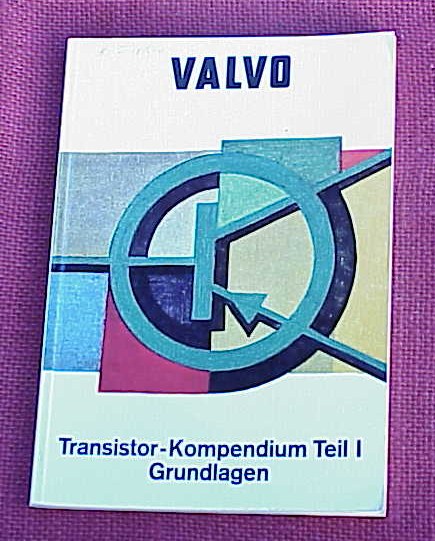 VALVO
Transistor-Kompendium Teil I
Grundlagen